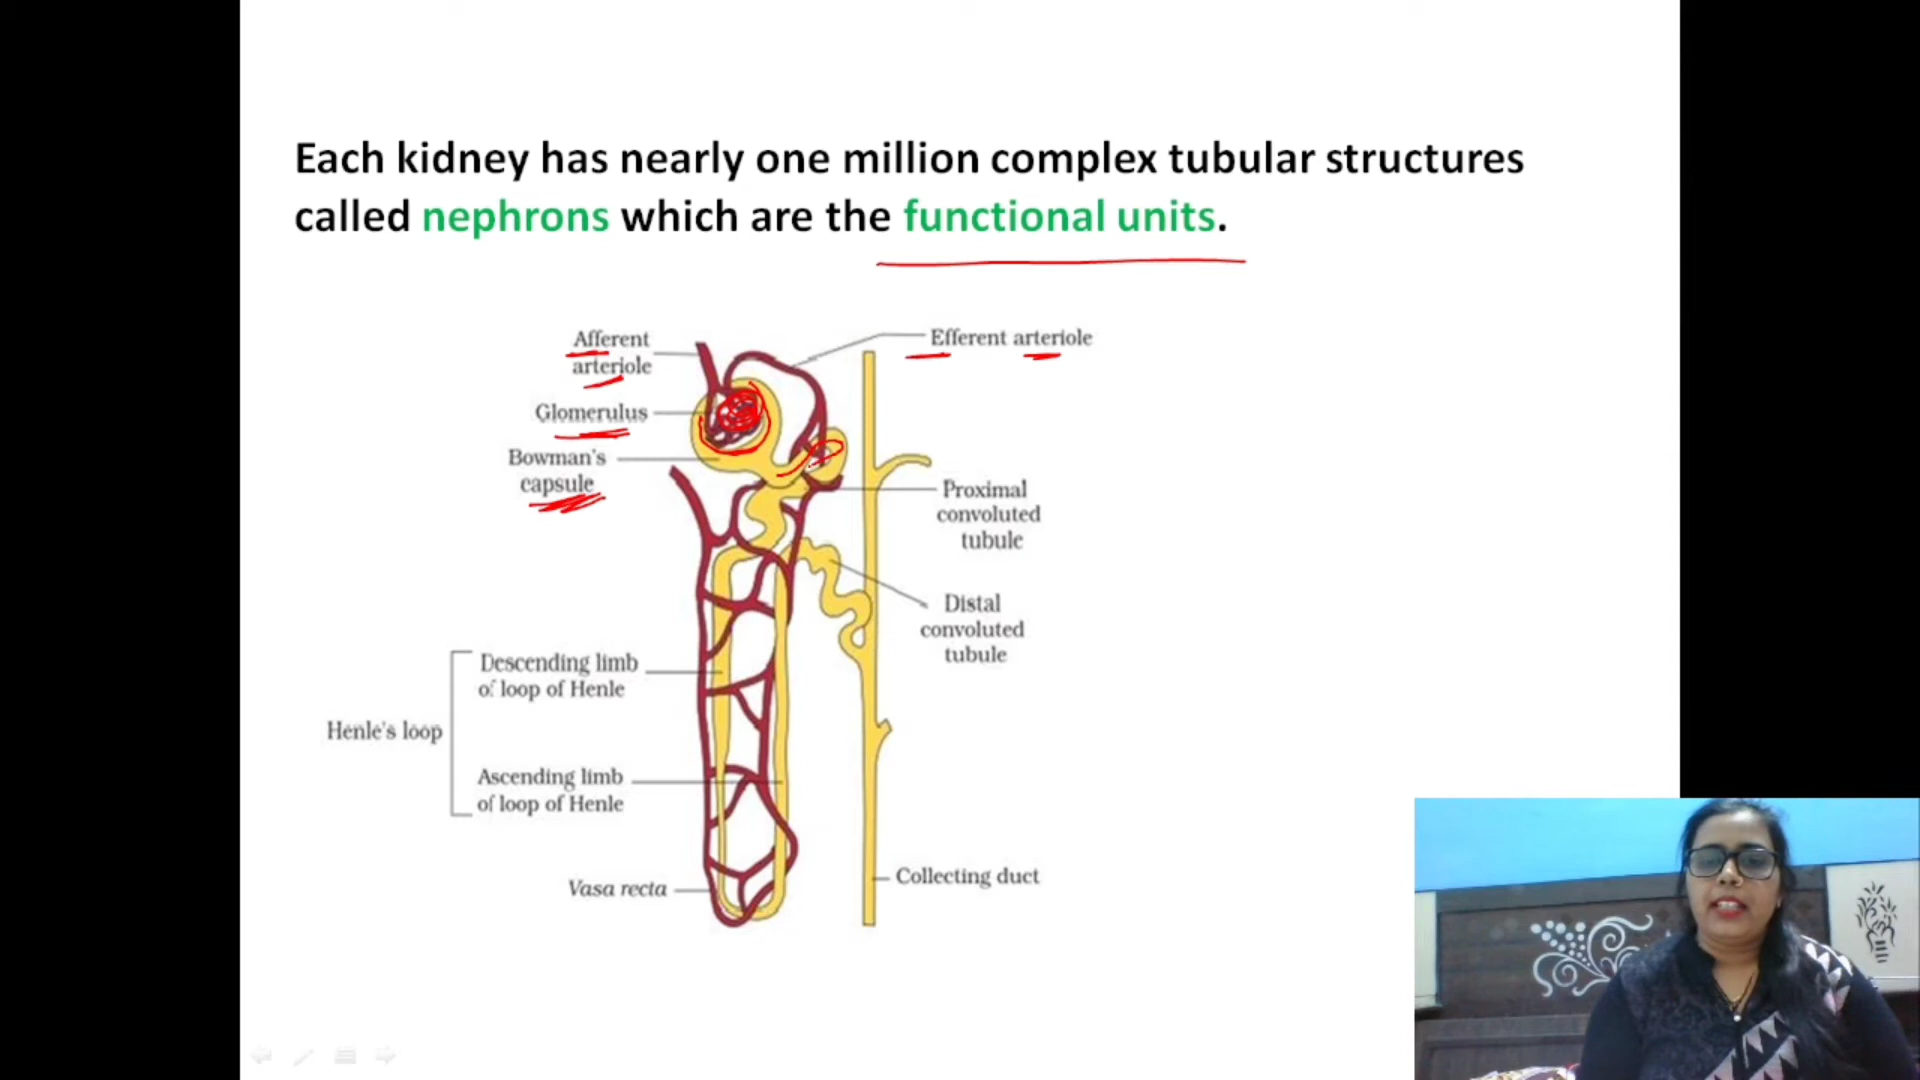 Each kidney has nearly one million complex tubular structures
called nephrons which are the functional units.
Afferent
arteriole
Efferent arteriole
Glomerulus
Bowman's
capsule
Proximal
convoluted
tubule
Distal
convoluted
tubule
Descending limb
of loop of Henle
Henle's loop
Ascending limb
of loop of Henle
Vasa recta
Collecting duct